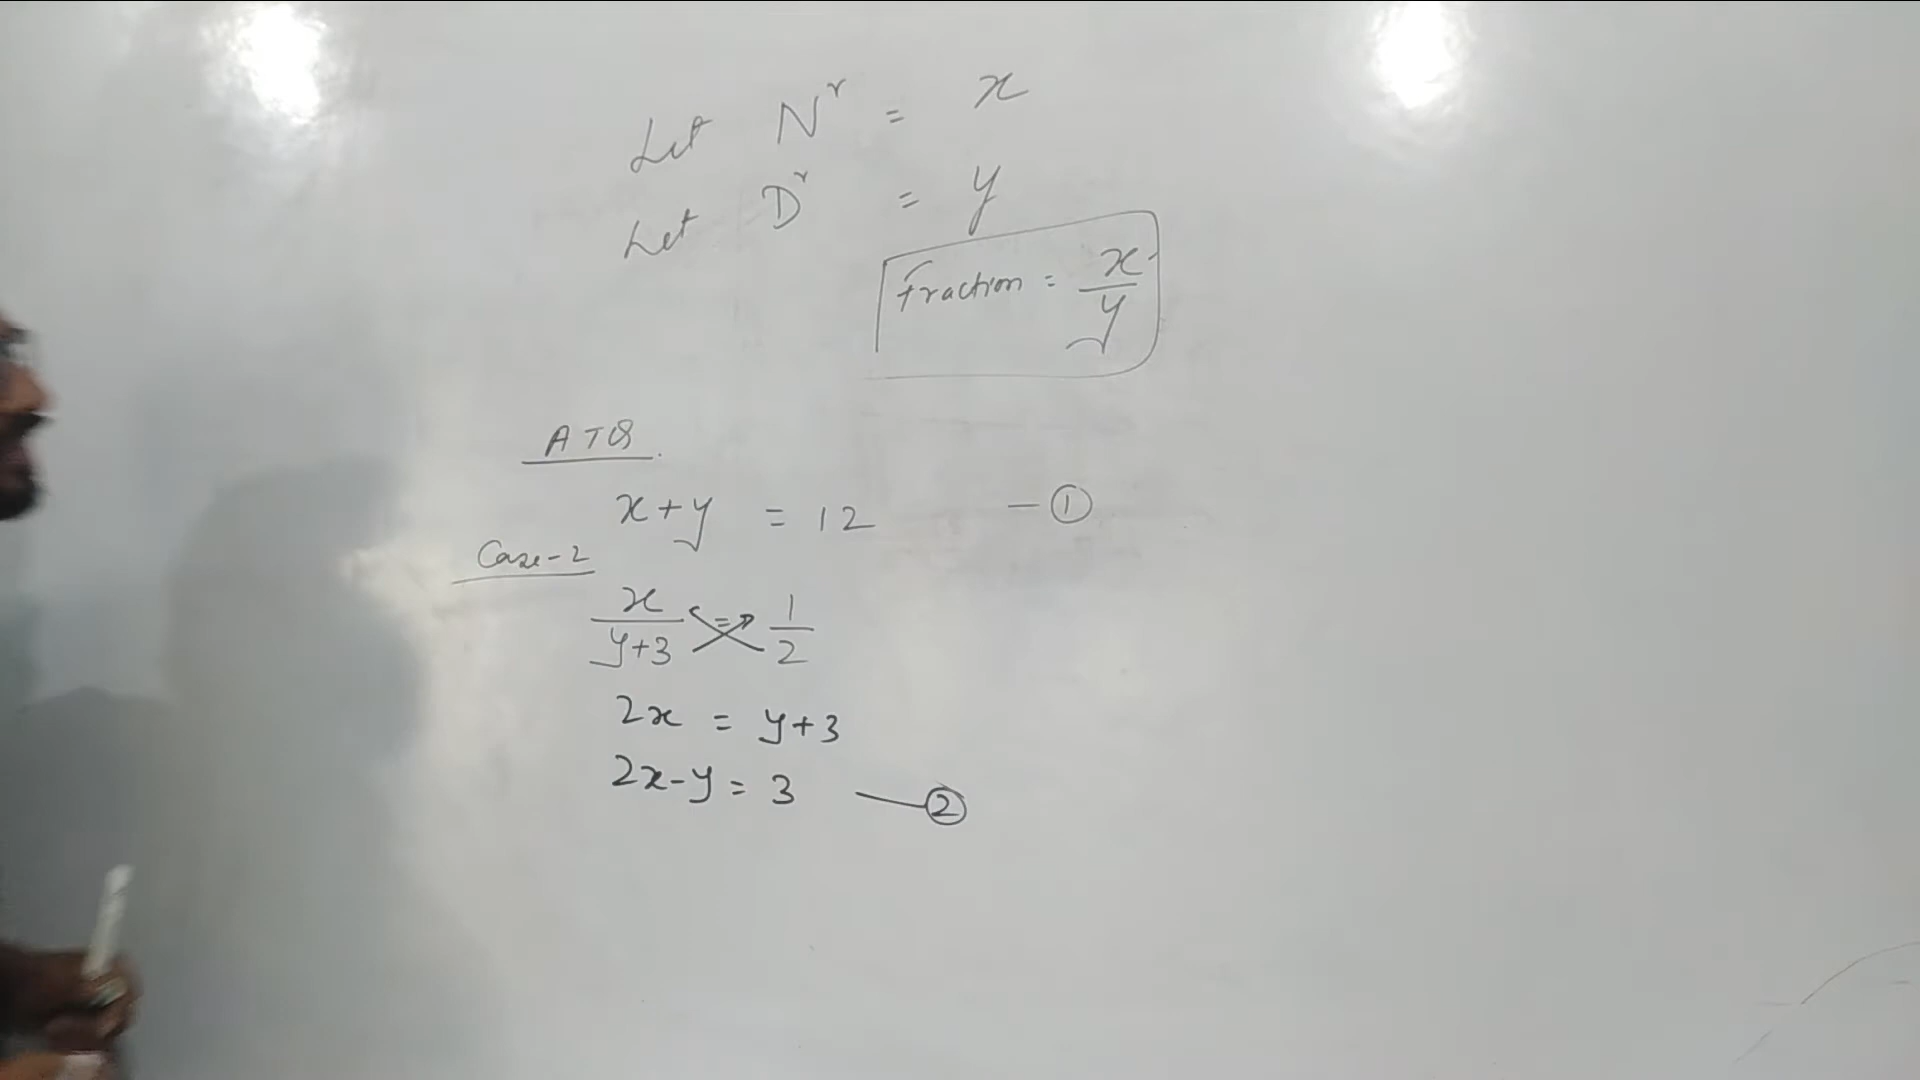 Let Nʳ = x
Let Dʳ = y
Fraction = x/y
ATQ.
x+y = 12 — ①
Case-2
x/y+3 = 1/2
2x = y+3
2x-y = 3 — ②